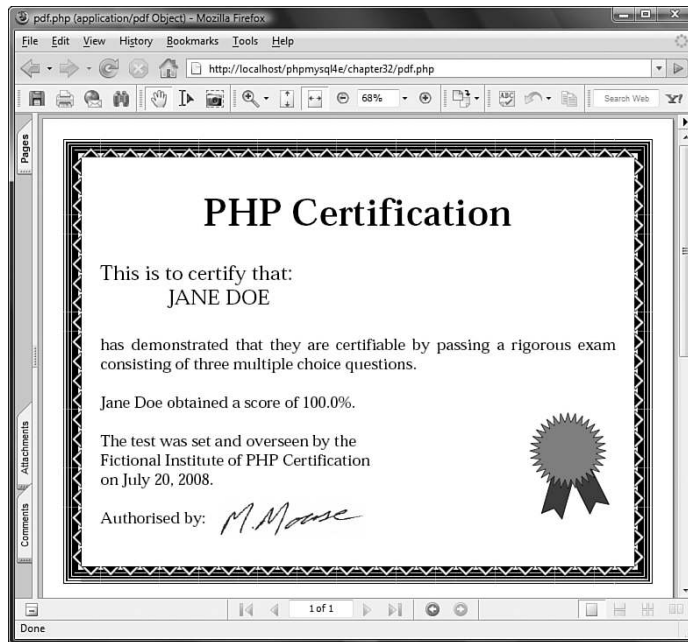 pdf.php (application/pdf Object) - Mozilla Firefox
File Edit View History Bookmarks Tools Help
http://localhost/phpmysql4e/chapter32/pdf.php
68% ABC Search Web Y!
Pages
Attachments
Comments
PHP Certification
This is to certify that:
JANE DOE
has demonstrated that they are certifiable by passing a rigorous exam
consisting of three multiple choice questions.
Jane Doe obtained a score of 100.0%.
The test was set and overseen by the
Fictional Institute of PHP Certification
on July 20, 2008.
Authorised by: M.Mouse
1 of 1
Done